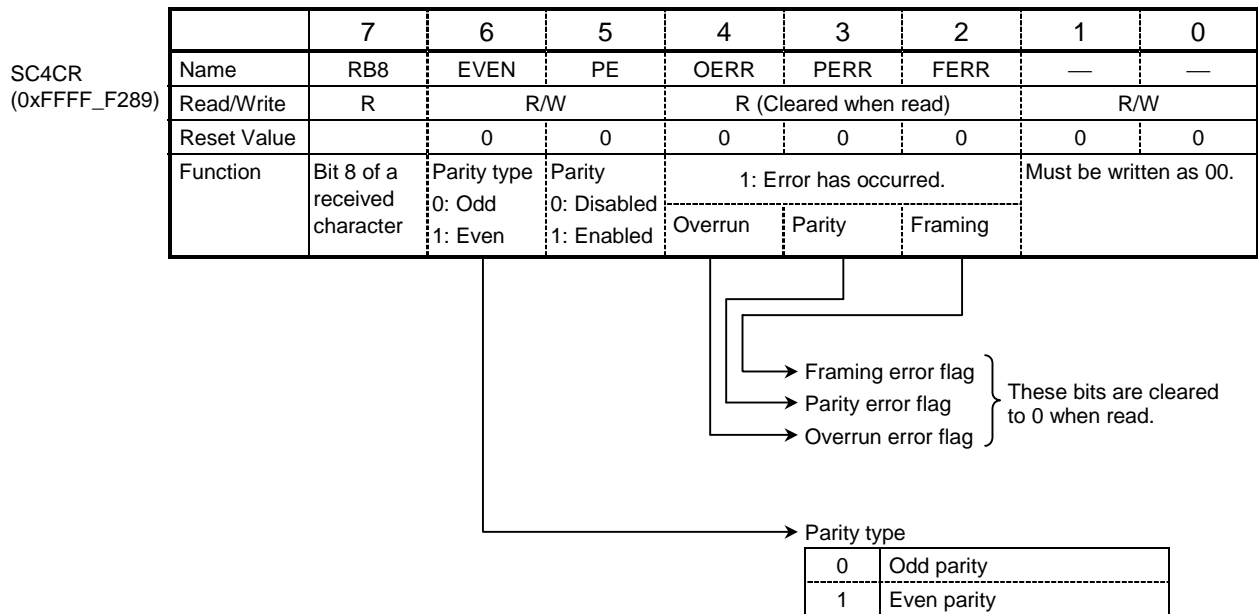 7 6 5 4 3 2 1 0
SC4CR
(0xFFFF_F289)
Name RB8 EVEN PE OERR PERR FERR — —
Read/Write R R/W R (Cleared when read) R/W
Reset Value 0 0 0 0 0 0 0
Function Bit 8 of a received character Parity type 0: Odd 1: Even Parity 0: Disabled 1: Enabled 1: Error has occurred. Overrun Parity Framing Must be written as 00.
Framing error flag
Parity error flag
Overrun error flag
These bits are cleared
to 0 when read.
Parity type
0 Odd parity
1 Even parity